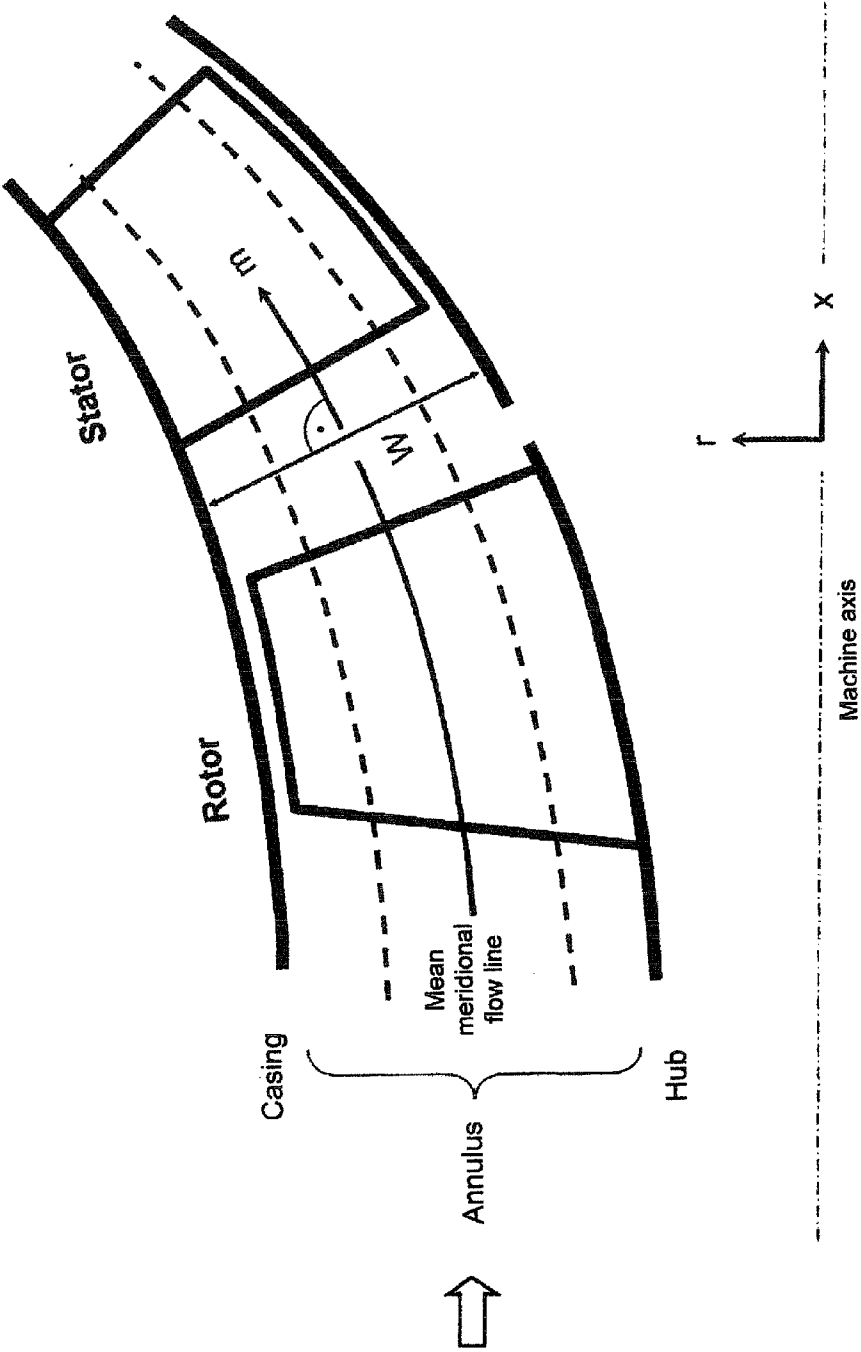 Rotor
Stator
Casing
m
W
Mean
meridional
flow line
Annulus
Hub
r
x
Machine axis